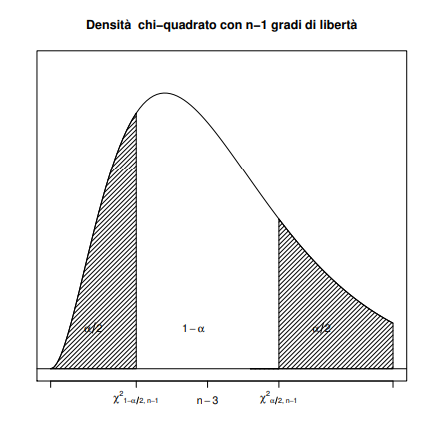 Densità chi−quadrato con n−1 gradi di libertà
α/2 1−α α/2
χ²₁₋α/₂, ₙ₋₁ n−3 χ²α/₂, ₙ₋₁